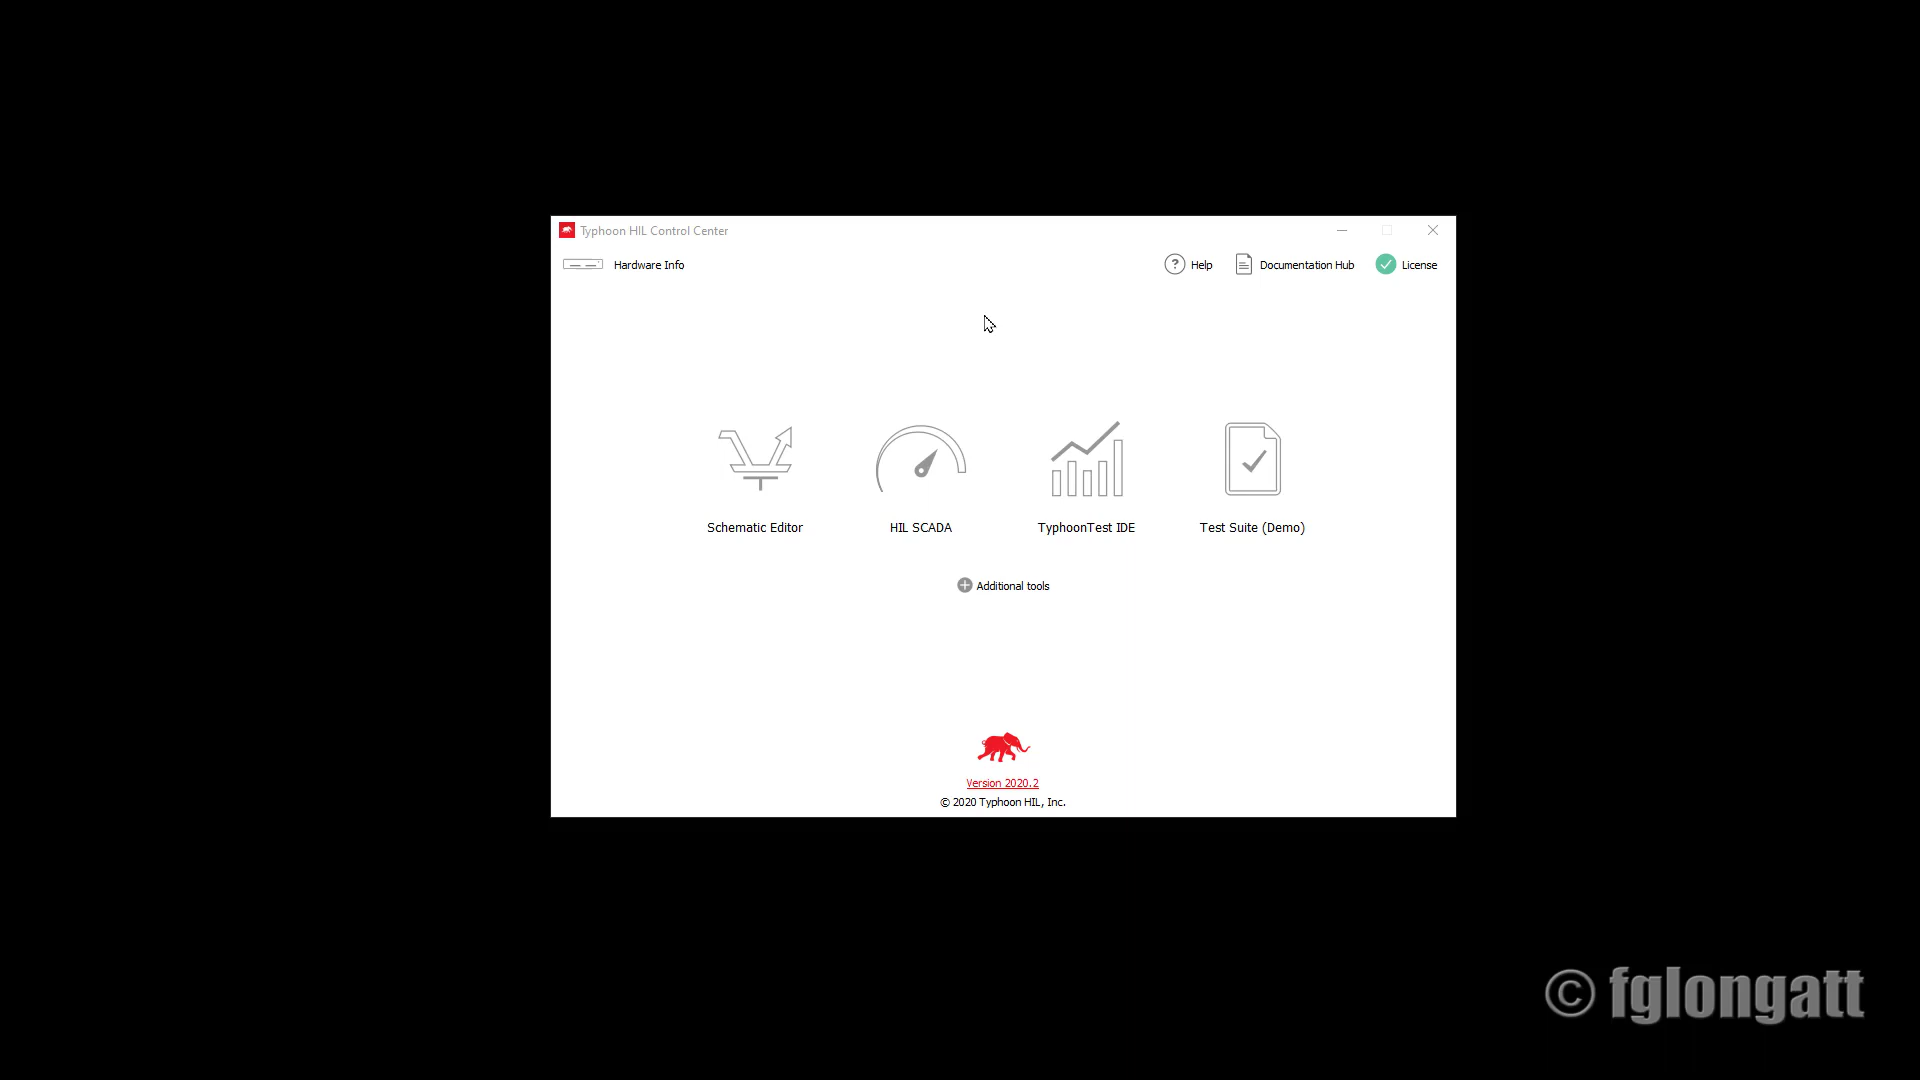 Typhoon HIL Control Center
Hardware Info
? Help
Documentation Hub
License
Schematic Editor
HIL SCADA
TyphoonTest IDE
Test Suite (Demo)
Additional tools
Version 2020.2
© 2020 Typhoon HIL, Inc.
© fglongatt